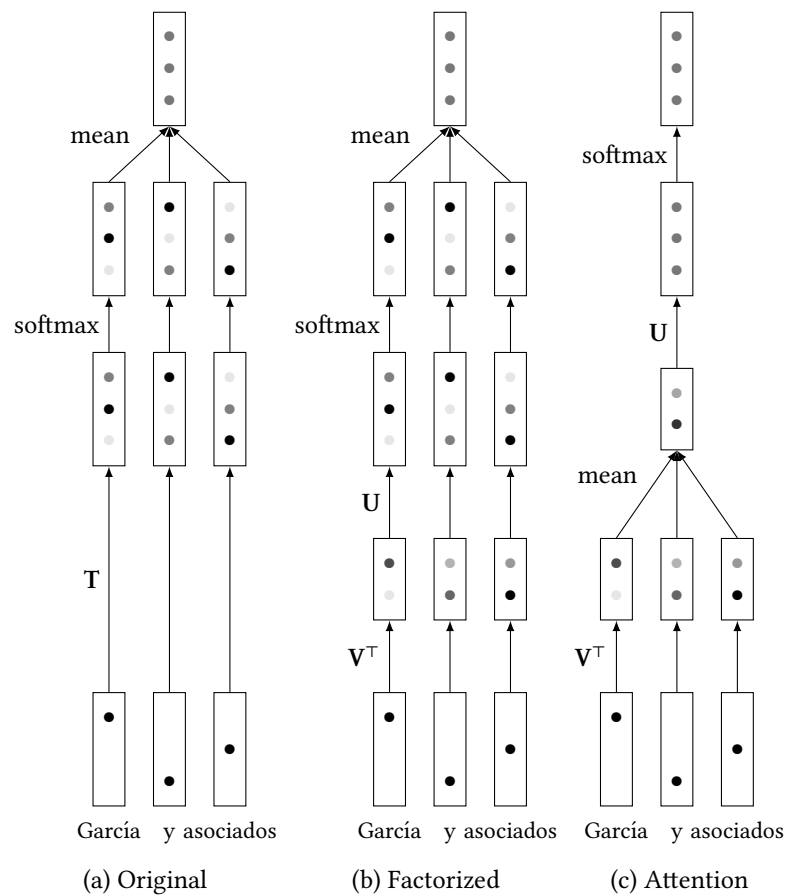 mean
mean
softmax
softmax
softmax
U
mean
U
T
V⊤
V⊤
García y asociados
García y asociados
García y asociados
(a) Original
(b) Factorized
(c) Attention